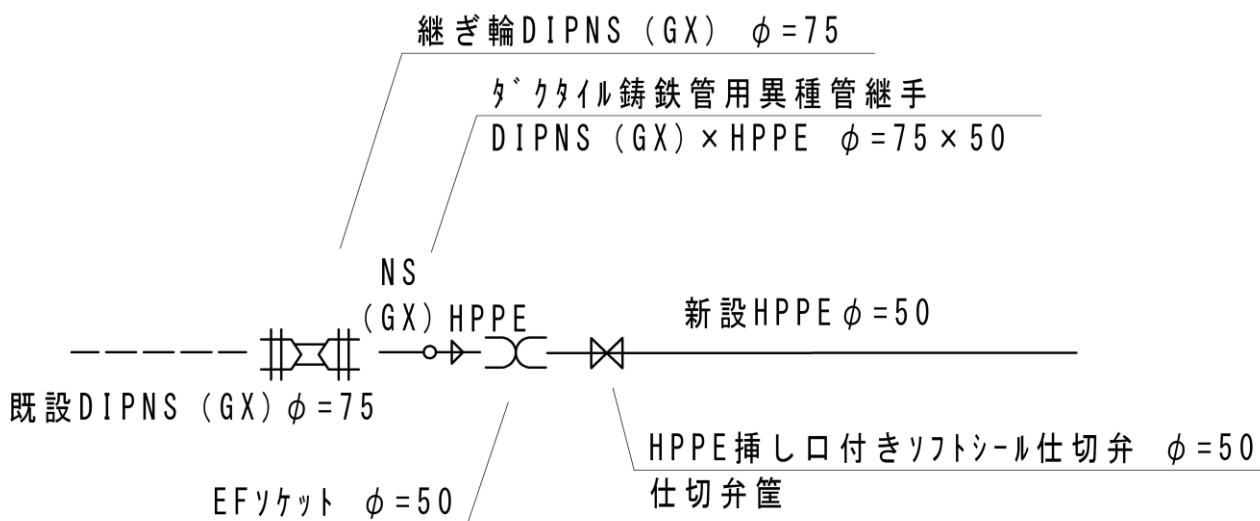 継ぎ輪DIPNS (GX) φ=75
ﾀﾞｸﾀｲﾙ鋳鉄管用異種管継手
DIPNS (GX)×HPPE φ=75×50
NS
(GX) HPPE
新設HPPEφ=50
既設DIPNS (GX)φ=75
HPPE挿し口付きｿﾌﾄｼｰﾙ仕切弁 φ=50
仕切弁筐
EFｿｹｯﾄ φ=50